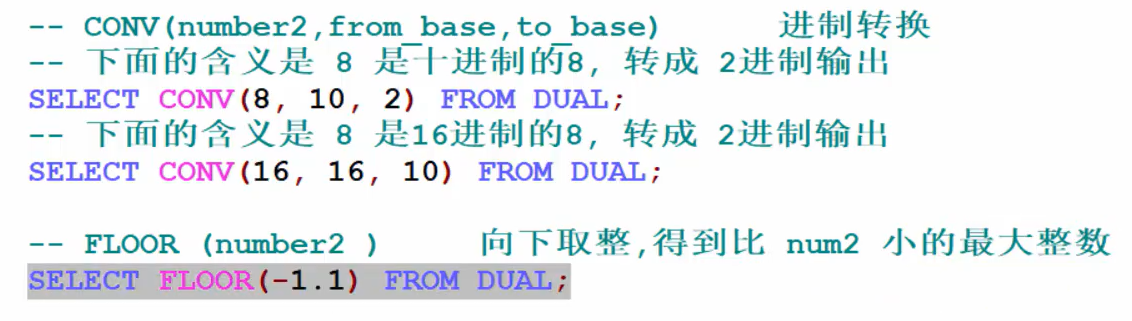 -- CONV(number2,from_base,to_base) 进制转换
-- 下面的含义是 8 是十进制的8, 转成 2进制输出
SELECT CONV(8, 10, 2) FROM DUAL;
-- 下面的含义是 8 是16进制的8, 转成 2进制输出
SELECT CONV(16, 16, 10) FROM DUAL;
-- FLOOR (number2 ) 向下取整,得到比 num2 小的最大整数
SELECT FLOOR(-1.1) FROM DUAL;